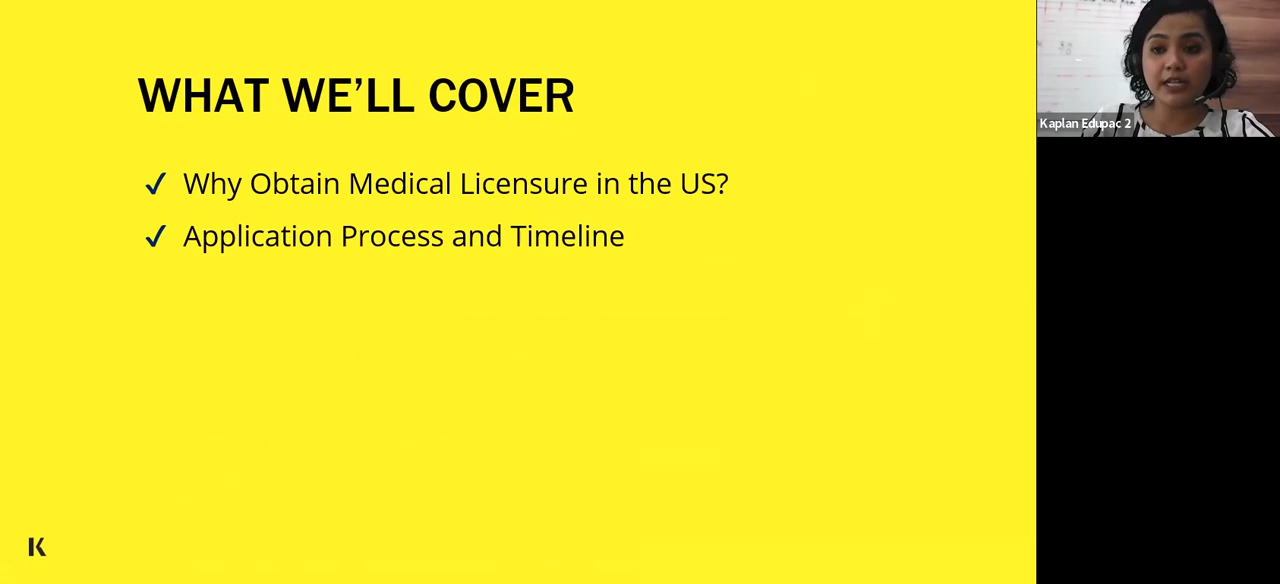 WHAT WE’LL COVER
✓ Why Obtain Medical Licensure in the US?
✓ Application Process and Timeline
K
Kaplan Edupac 2